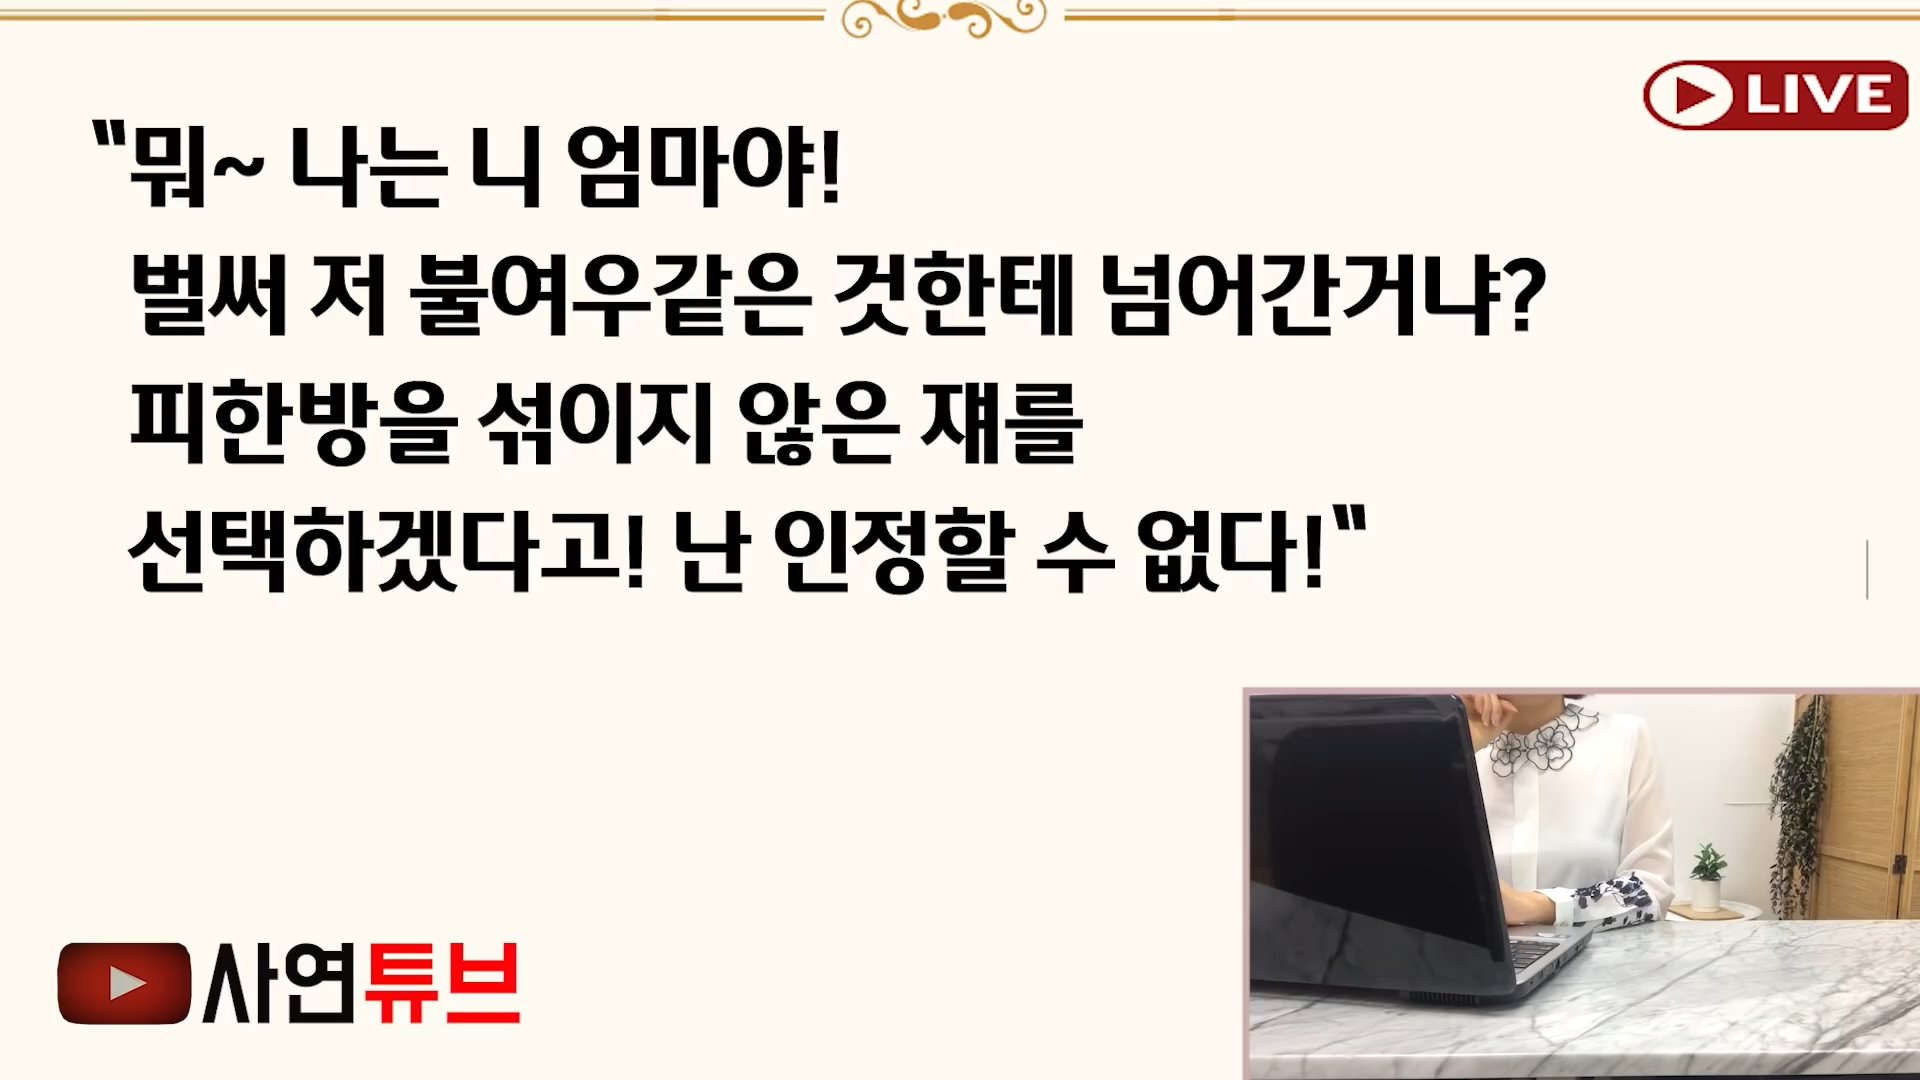 LIVE
"뭐~ 나는 니 엄마야!
벌써 저 불여우같은 것한테 넘어간거냐?
피한방을 섞이지 않은 쟤를
선택하겠다고! 난 인정할 수 없다!"
사연튜브